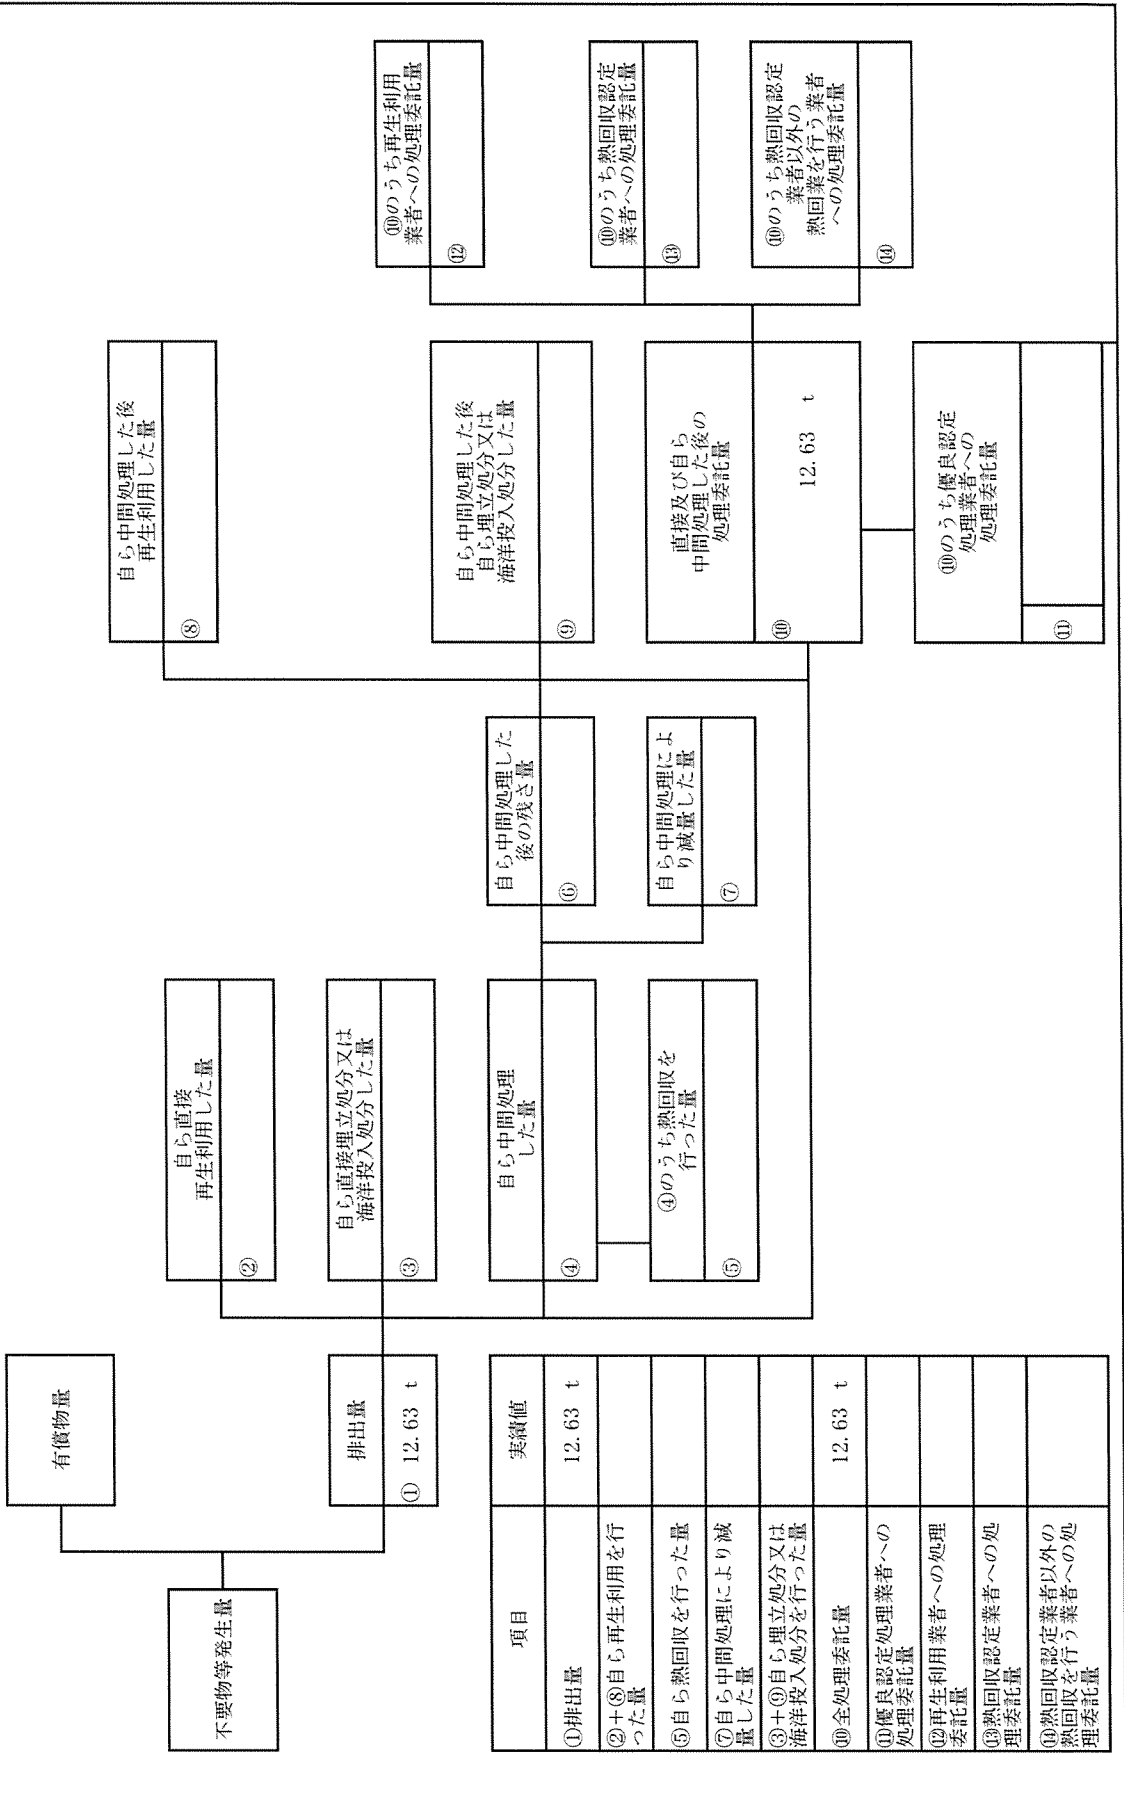 不要物等発生量
有償物量
排出量
① 12.63 t
自ら直接
再生利用した量
②
自ら直接埋立処分又は
海洋投入処分した量
③
自ら中間処理
した量
④
④のうち熱回収を
行った量
⑤
自ら中間処理した
後の残さ量
⑥
自ら中間処理によ
り減量した量
⑦
自ら中間処理した後
再生利用した量
⑧
自ら中間処理した後
自ら埋立処分又は
海洋投入処分した量
⑨
直接及び自ら
中間処理した後の
処理委託量
⑩
12.63 t
⑩のうち優良認定
処理業者への
処理委託量
⑪
⑩のうち再生利用
業者への処理委託量
⑫
⑩のうち熱回収認定
業者への処理委託量
⑬
⑩のうち熱回収認定
業者以外の
熱回業を行う業者
への処理委託量
⑭
項目 実績値
①排出量 12.63 t
②+⑧自ら再生利用を行
った量
⑤自ら熱回収を行った量
⑦自ら中間処理により減
量した量
③+⑨自ら埋立処分又は
海洋投入処分を行った量
⑩全処理委託量 12.63 t
⑪優良認定処理業者への
処理委託量
⑫再生利用業者への処理
委託量
⑬熱回収認定業者への処
理委託量
⑭熱回収認定業者以外の
熱回収を行う業者への処
理委託量